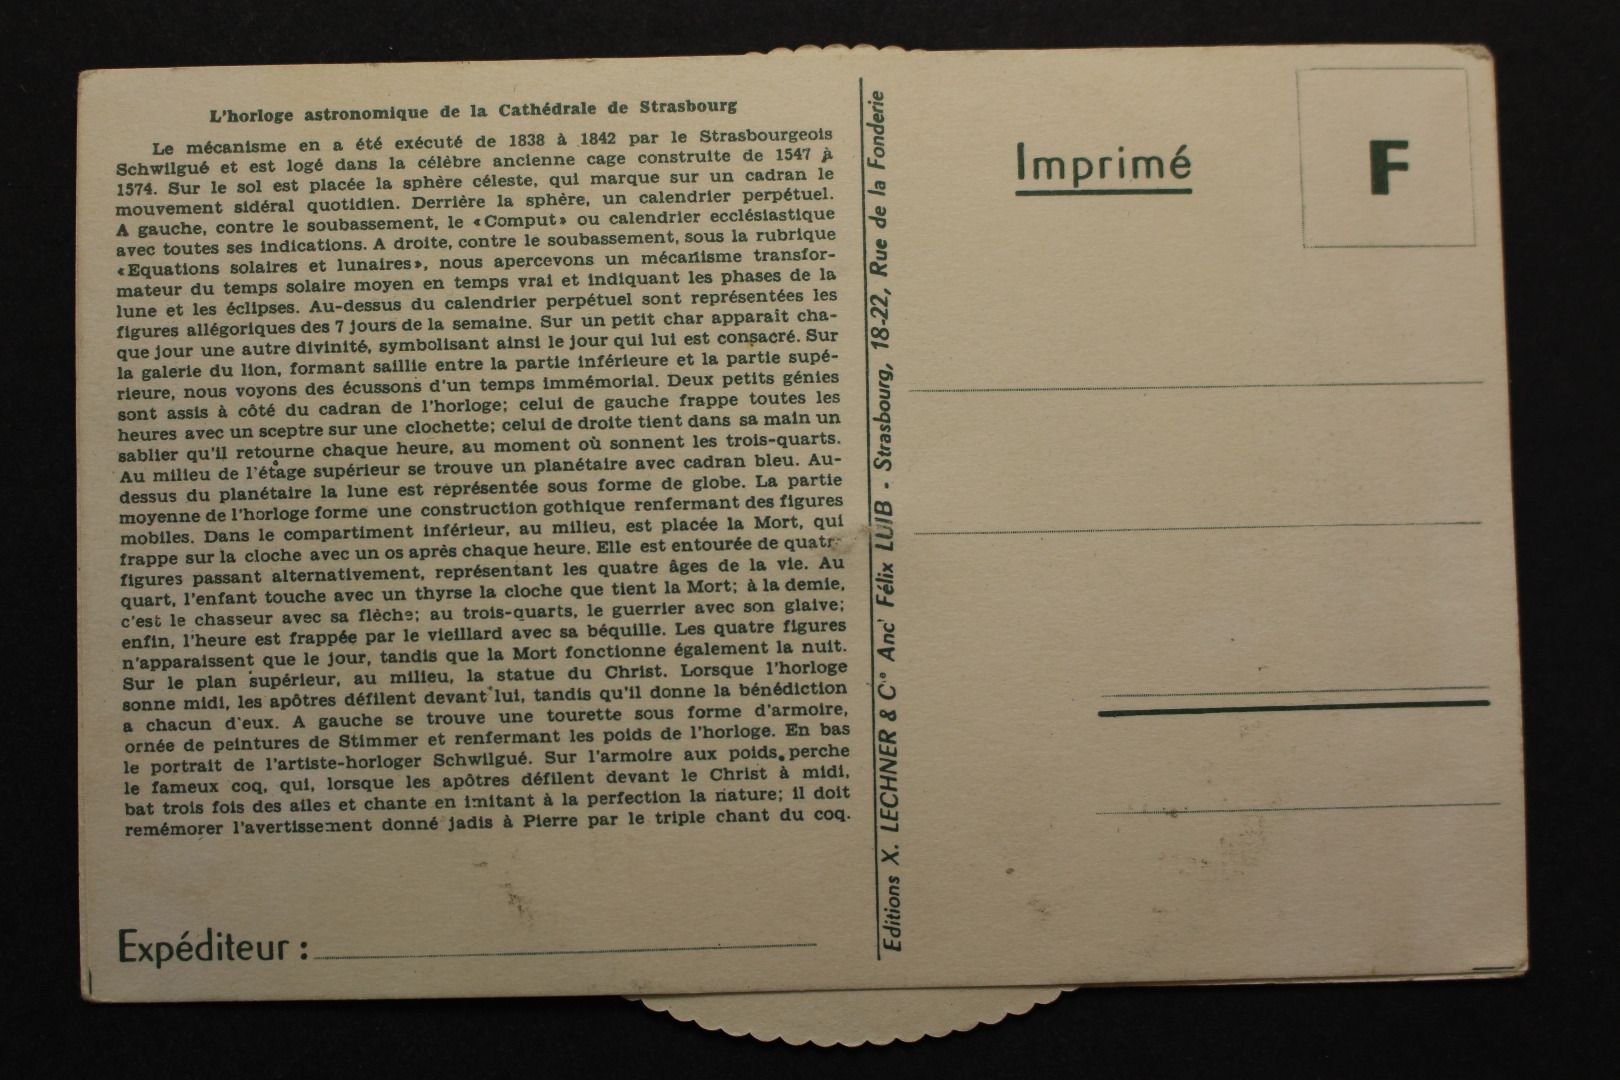 L'horloge astronomique de la Cathédrale de Strasbourg
Le mécanisme en a été exécuté de 1838 à 1842 par le Strasbourgeois
Schwilgué et est logé dans la célèbre ancienne cage construite de 1547 à
1574. Sur le sol est placée la sphère céleste, qui marque sur un cadran le
mouvement sidéral quotidien. Derrière la sphère, un calendrier perpétuel.
A gauche, contre le soubassement, le «Comput» ou calendrier ecclésiastique
avec toutes ses indications. A droite, contre le soubassement, sous la rubrique
«Equations solaires et lunaires», nous apercevons un mécanisme transfor-
mateur du temps solaire moyen en temps vrai et indiquant les phases de la
lune et les éclipses. Au-dessus du calendrier perpétuel sont représentées les
figures allégoriques des 7 jours de la semaine. Sur un petit char apparait cha-
que jour une autre divinité, symbolisant ainsi le jour qui lui est consacré. Sur
la galerie du lion, formant saillie entre la partie inférieure et la partie supé-
rieure, nous voyons des écussons d'un temps immémorial. Deux petits génies
sont assis à côté du cadran de l'horloge; celui de gauche frappe toutes les
heures avec un sceptre sur une clochette; celui de droite tient dans sa main un
sablier qu'il retourne chaque heure, au moment où sonnent les trois-quarts.
Au milieu de l'étage supérieur se trouve un planétaire avec cadran bleu. Au-
dessus du planétaire la lune est représentée sous forme de globe. La partie
moyenne de l'horloge forme une construction gothique renfermant des figures
mobiles. Dans le compartiment inférieur, au milieu, est placée la Mort, qui
frappe sur la cloche avec un os après chaque heure. Elle est entourée de quatre
figures passant alternativement, représentant les quatre âges de la vie. Au
quart, l'enfant touche avec un thyrse la cloche que tient la Mort; à la demie,
c'est le chasseur avec sa flèche; au trois-quarts, le guerrier avec son glaive;
enfin, l'heure est frappée par le vieillard avec sa béquille. Les quatre figures
n'apparaissent que le jour, tandis que la Mort fonctionne également la nuit.
Sur le plan supérieur, au milieu, la statue du Christ. Lorsque l'horloge
sonne midi, les apôtres défilent devant lui, tandis qu'il donne la bénédiction
a chacun d'eux. A gauche se trouve une tourette sous forme d'armoire,
ornée de peintures de Stimmer et renfermant les poids de l'horloge. En bas
le portrait de l'artiste-horloger Schwilgué. Sur l'armoire aux poids, perche
le fameux coq, qui, lorsque les apôtres défilent devant le Christ à midi,
bat trois fois des ailes et chante en imitant à la perfection la nature; il doit
remémorer l'avertissement donné jadis à Pierre par le triple chant du coq.
Expéditeur :
Editions X. LECHNER & Cie Anct Félix LUIB - Strasbourg, 18-22, Rue de la Fonderie
Imprimé
F